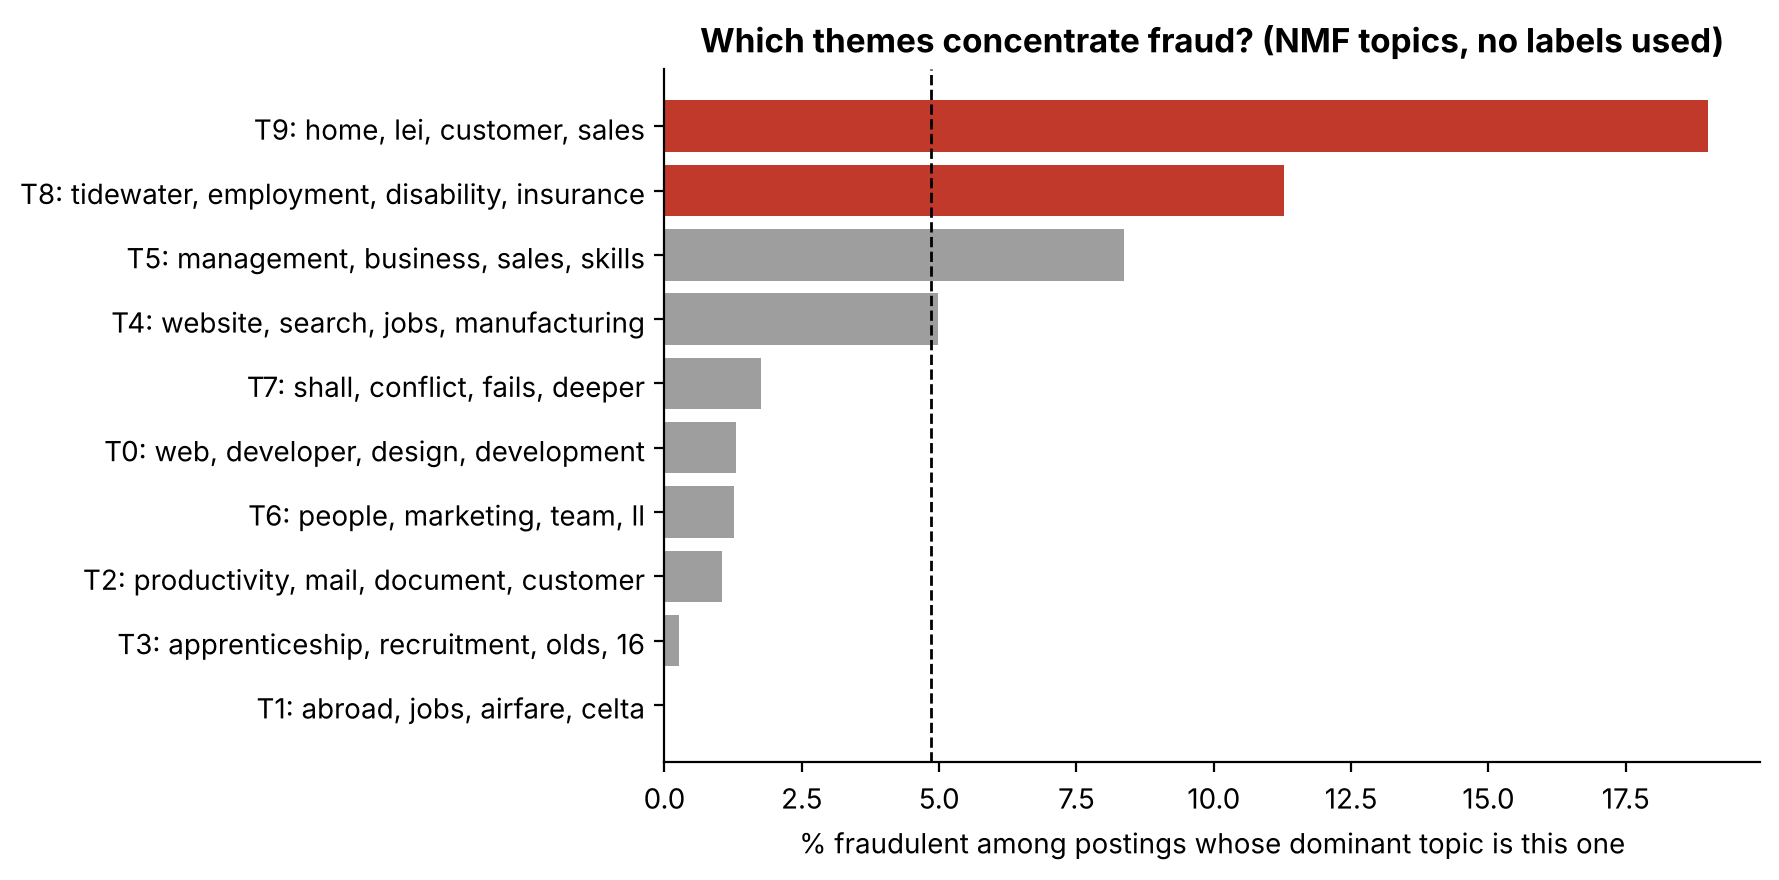 Which themes concentrate fraud? (NMF topics, no labels used)
T9: home, lei, customer, sales
T8: tidewater, employment, disability, insurance
T5: management, business, sales, skills
T4: website, search, jobs, manufacturing
T7: shall, conflict, fails, deeper
T0: web, developer, design, development
T6: people, marketing, team, ll
T2: productivity, mail, document, customer
T3: apprenticeship, recruitment, olds, 16
T1: abroad, jobs, airfare, celta
0.0 2.5 5.0 7.5 10.0 12.5 15.0 17.5
% fraudulent among postings whose dominant topic is this one